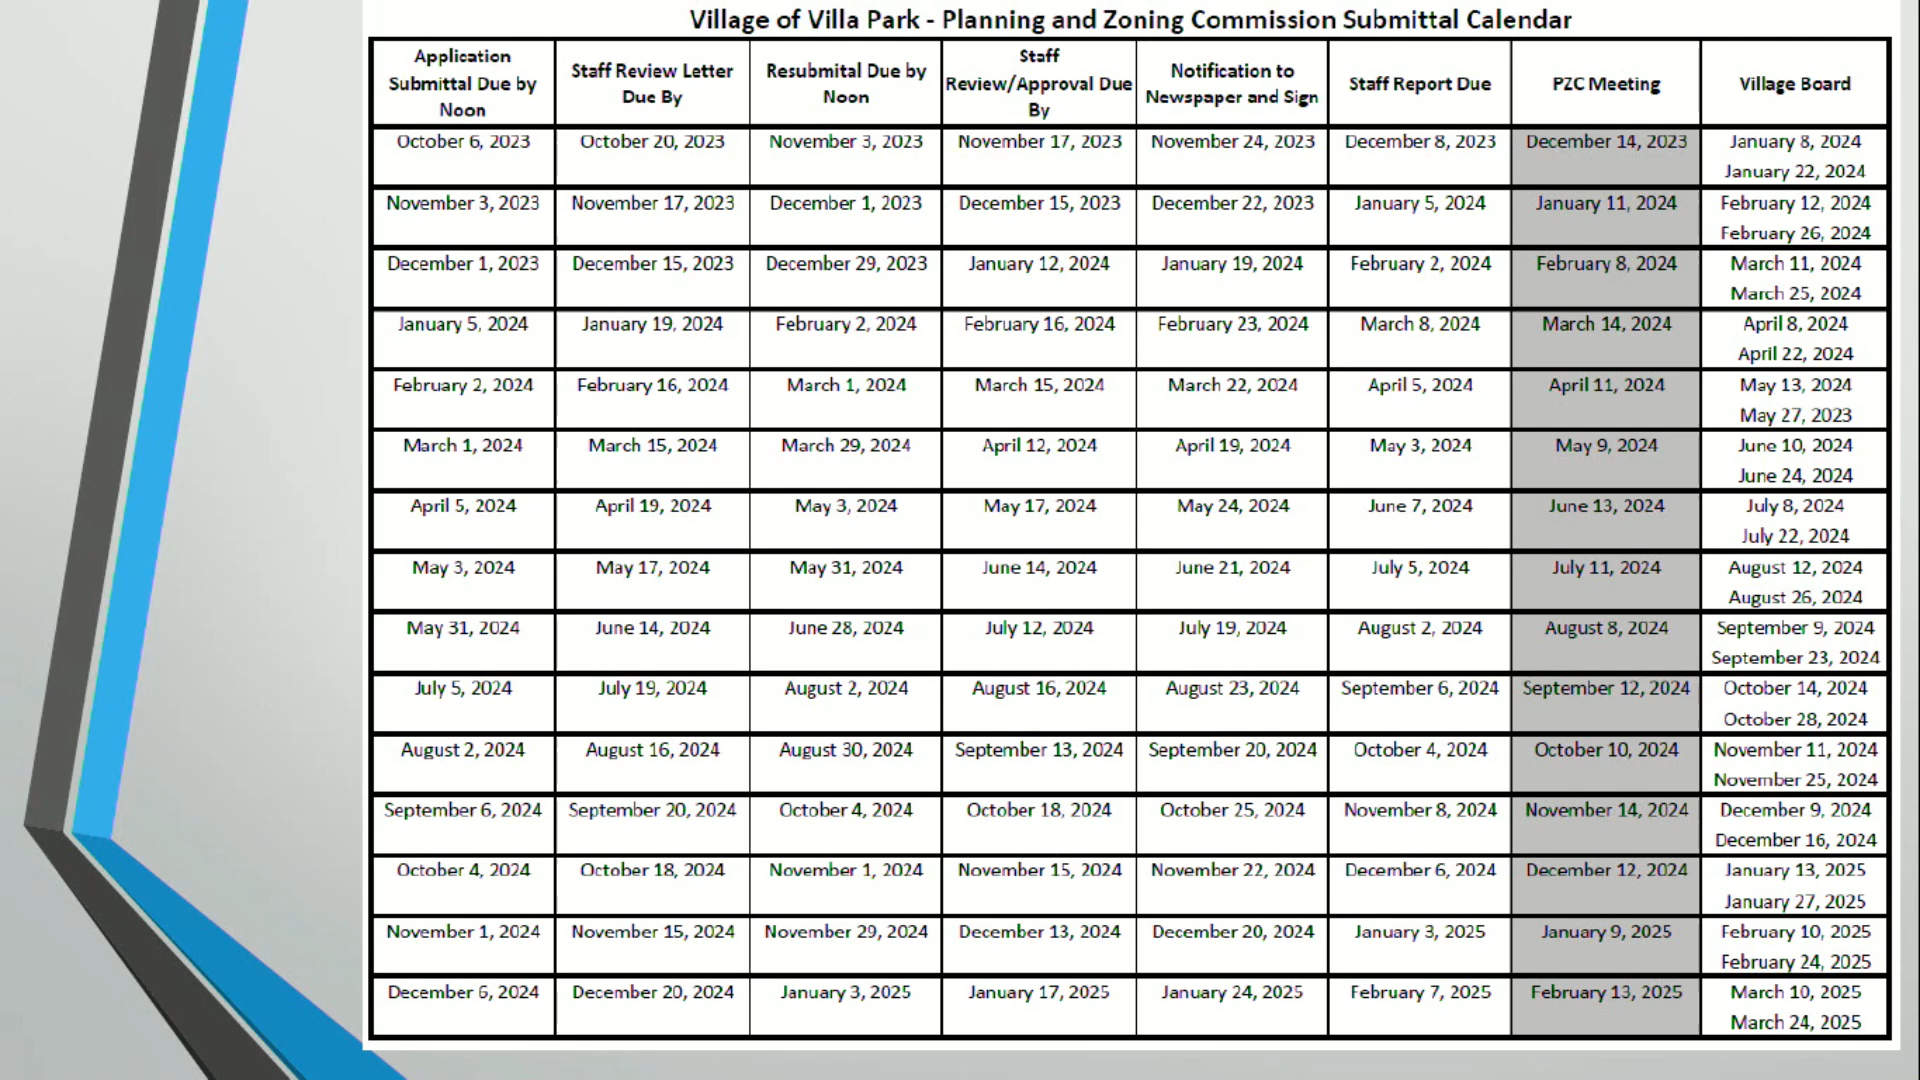 Village of Villa Park - Planning and Zoning Commission Submittal Calendar
Application Submittal Due by Noon | Staff Review Letter Due By | Resubmital Due by Noon | Staff Review/Approval Due By | Notification to Newspaper and Sign | Staff Report Due | PZC Meeting | Village Board
October 6, 2023 | October 20, 2023 | November 3, 2023 | November 17, 2023 | November 24, 2023 | December 8, 2023 | December 14, 2023 | January 8, 2024
January 22, 2024
November 3, 2023 | November 17, 2023 | December 1, 2023 | December 15, 2023 | December 22, 2023 | January 5, 2024 | January 11, 2024 | February 12, 2024
February 26, 2024
December 1, 2023 | December 15, 2023 | December 29, 2023 | January 12, 2024 | January 19, 2024 | February 2, 2024 | February 8, 2024 | March 11, 2024
March 25, 2024
January 5, 2024 | January 19, 2024 | February 2, 2024 | February 16, 2024 | February 23, 2024 | March 8, 2024 | March 14, 2024 | April 8, 2024
April 22, 2024
February 2, 2024 | February 16, 2024 | March 1, 2024 | March 15, 2024 | March 22, 2024 | April 5, 2024 | April 11, 2024 | May 13, 2024
May 27, 2023
March 1, 2024 | March 15, 2024 | March 29, 2024 | April 12, 2024 | April 19, 2024 | May 3, 2024 | May 9, 2024 | June 10, 2024
June 24, 2024
April 5, 2024 | April 19, 2024 | May 3, 2024 | May 17, 2024 | May 24, 2024 | June 7, 2024 | June 13, 2024 | July 8, 2024
July 22, 2024
May 3, 2024 | May 17, 2024 | May 31, 2024 | June 14, 2024 | June 21, 2024 | July 5, 2024 | July 11, 2024 | August 12, 2024
August 26, 2024
May 31, 2024 | June 14, 2024 | June 28, 2024 | July 12, 2024 | July 19, 2024 | August 2, 2024 | August 8, 2024 | September 9, 2024
September 23, 2024
July 5, 2024 | July 19, 2024 | August 2, 2024 | August 16, 2024 | August 23, 2024 | September 6, 2024 | September 12, 2024 | October 14, 2024
October 28, 2024
August 2, 2024 | August 16, 2024 | August 30, 2024 | September 13, 2024 | September 20, 2024 | October 4, 2024 | October 10, 2024 | November 11, 2024
November 25, 2024
September 6, 2024 | September 20, 2024 | October 4, 2024 | October 18, 2024 | October 25, 2024 | November 8, 2024 | November 14, 2024 | December 9, 2024
December 16, 2024
October 4, 2024 | October 18, 2024 | November 1, 2024 | November 15, 2024 | November 22, 2024 | December 6, 2024 | December 12, 2024 | January 13, 2025
January 27, 2025
November 1, 2024 | November 15, 2024 | November 29, 2024 | December 13, 2024 | December 20, 2024 | January 3, 2025 | January 9, 2025 | February 10, 2025
February 24, 2025
December 6, 2024 | December 20, 2024 | January 3, 2025 | January 17, 2025 | January 24, 2025 | February 7, 2025 | February 13, 2025 | March 10, 2025
March 24, 2025